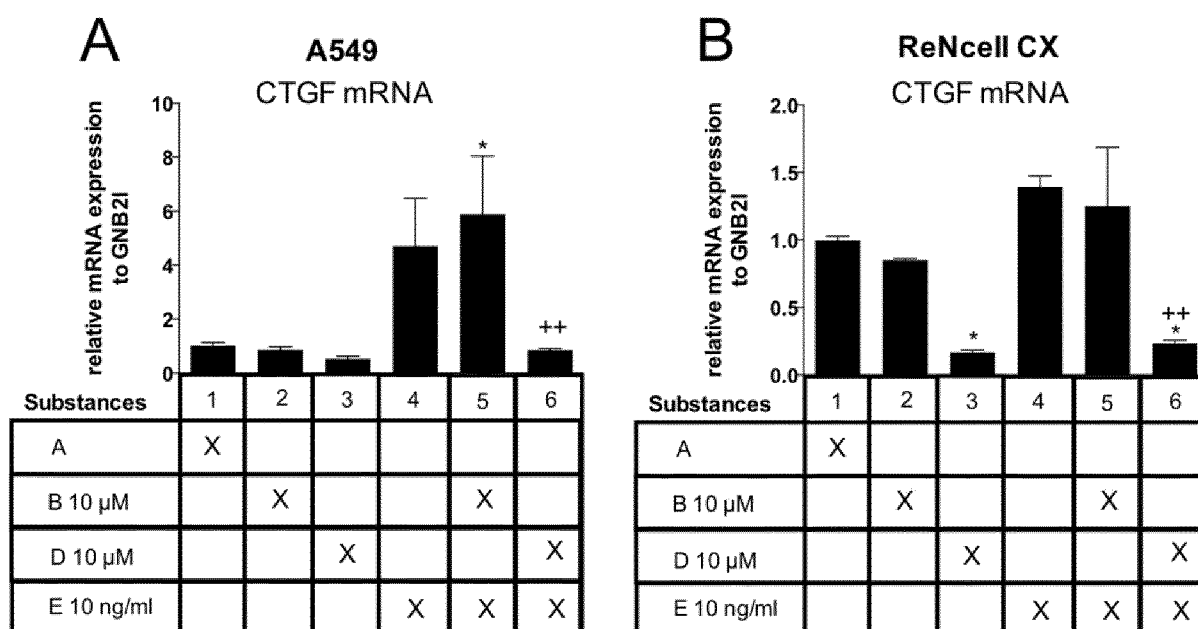 A
A549
CTGF mRNA
relative mRNA expression
to GNB2I
10
8
6
4
2
0
*
++
Substances 1 2 3 4 5 6
A X
B 10 µM X X
D 10 µM X X
E 10 ng/ml X X X
B
ReNcell CX
CTGF mRNA
relative mRNA expression
to GNB2I
2.0
1.5
1.0
0.5
0.0
*
++
*
Substances 1 2 3 4 5 6
A X
B 10 µM X X
D 10 µM X X
E 10 ng/ml X X X